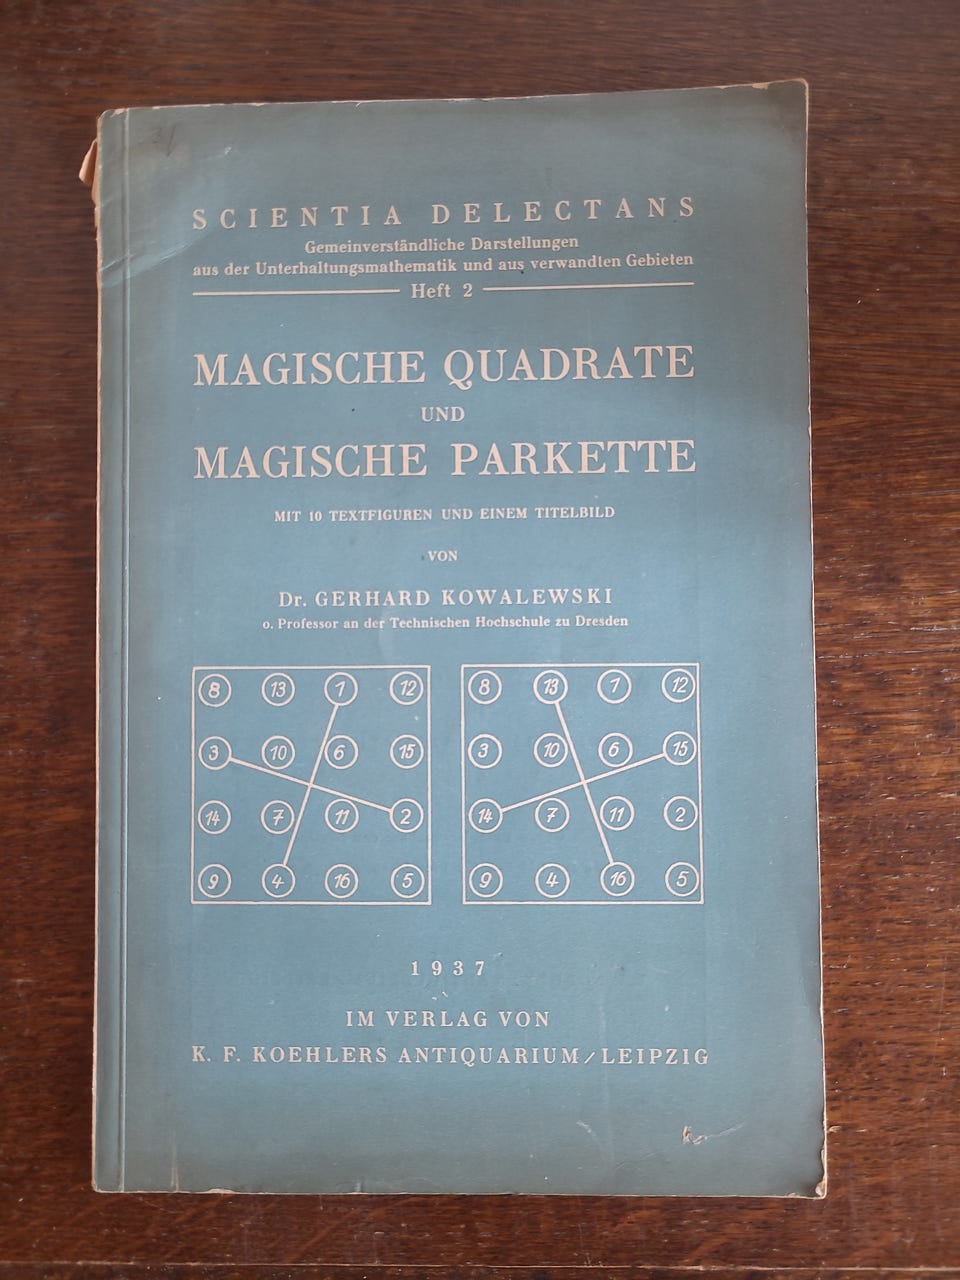 SCIENTIA DELECTANS
Gemeinverständliche Darstellungen
aus der Unterhaltungsmathematik und aus verwandten Gebieten
Heft 2
MAGISCHE QUADRATE
UND
MAGISCHE PARKETTE
MIT 10 TEXTFIGUREN UND EINEM TITELBILD
VON
Dr. GERHARD KOWALEWSKI
o. Professor an der Technischen Hochschule zu Dresden
8 13 1 12
3 10 6 15
14 7 11 2
9 4 16 5
8 13 1 12
3 10 6 15
14 7 11 2
9 4 16 5
1937
IM VERLAG VON
K. F. KOEHLERS ANTIQUARIUM / LEIPZIG